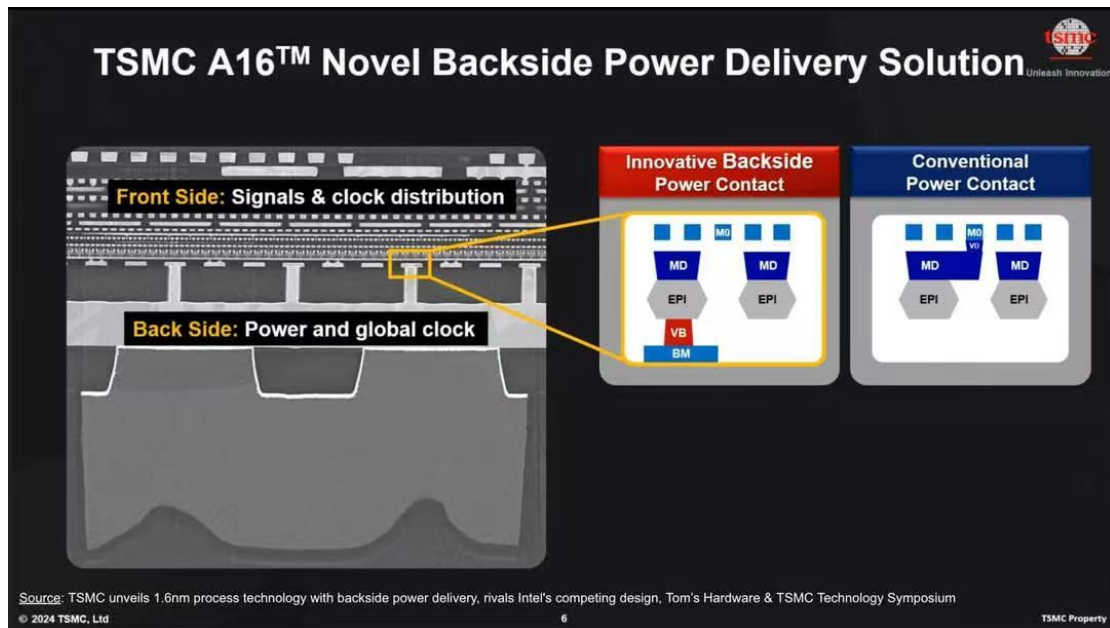 TSMC A16™ Novel Backside Power Delivery Solution
tsmc
Unleash Innovation
Front Side: Signals & clock distribution
Back Side: Power and global clock
Innovative Backside
Power Contact
M0
MD
MD
EPI
EPI
VB
BM
Conventional
Power Contact
M0
VD
MD
MD
EPI
EPI
Source: TSMC unveils 1.6nm process technology with backside power delivery, rivals Intel's competing design, Tom's Hardware & TSMC Technology Symposium
© 2024 TSMC, Ltd
6
TSMC Property